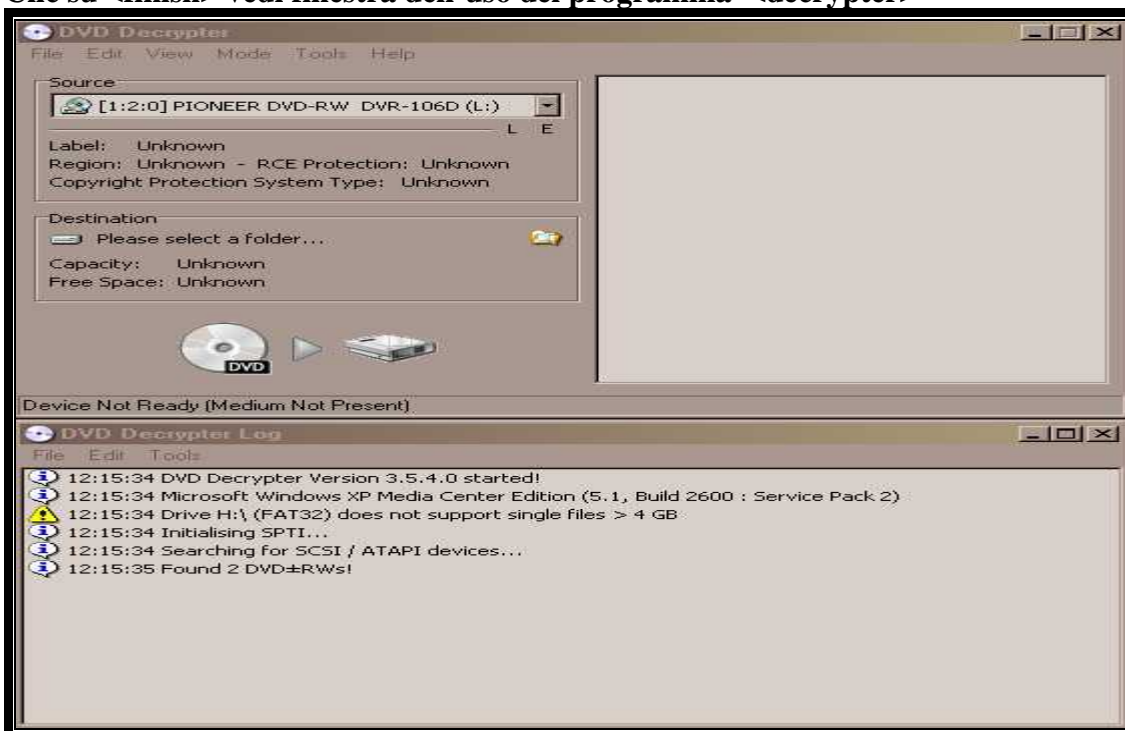 DVD Decrypter
File Edit View Mode Tools Help
Source
[1:2:0] PIONEER DVD-RW DVR-106D (L:)
L E
Label: Unknown
Region: Unknown - RCE Protection: Unknown
Copyright Protection System Type: Unknown
Destination
Please select a folder...
Capacity: Unknown
Free Space: Unknown
DVD
Device Not Ready (Medium Not Present)
DVD Decrypter Log
File Edit Tools
12:15:34 DVD Decrypter Version 3.5.4.0 started!
12:15:34 Microsoft Windows XP Media Center Edition (5.1, Build 2600 : Service Pack 2)
12:15:34 Drive H:\ (FAT32) does not support single files > 4 GB
12:15:34 Initialising SPTI...
12:15:34 Searching for SCSI / ATAPI devices...
12:15:35 Found 2 DVD±RWs!